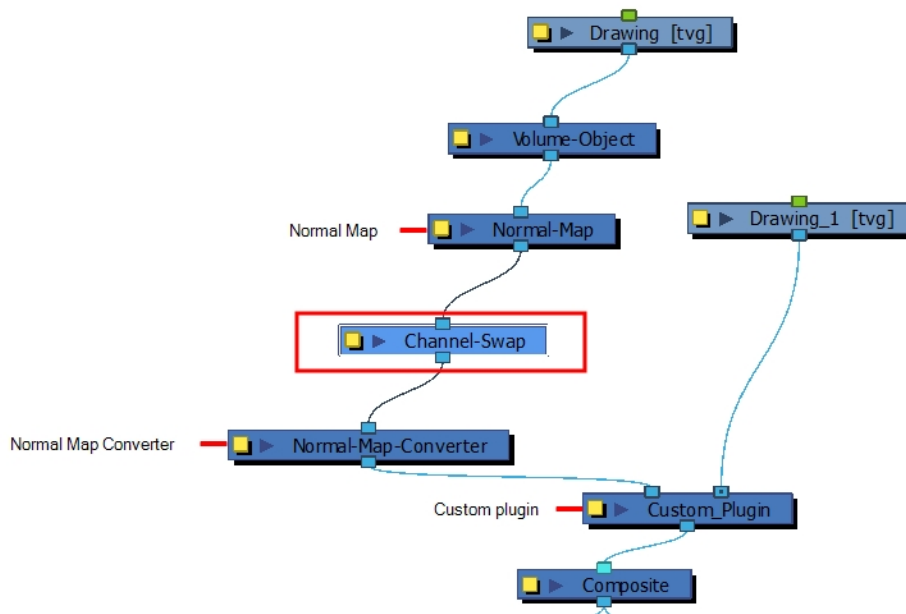 Drawing [tvg]
Volume-Object
Normal Map
Normal-Map
Drawing_1 [tvg]
Channel-Swap
Normal Map Converter
Normal-Map-Converter
Custom plugin
Custom_Plugin
Composite